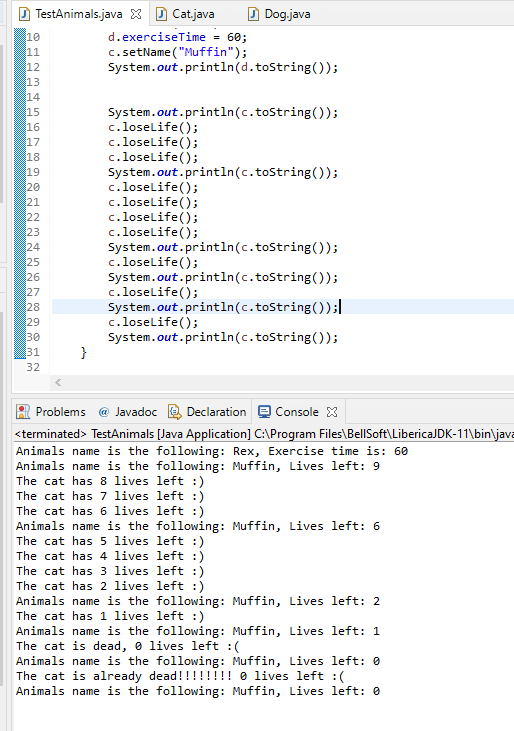 TestAnimals.java Cat.java Dog.java
10 d.exerciseTime = 60;
11 c.setName("Muffin");
12 System.out.println(d.toString());
13
14
15 System.out.println(c.toString());
16 c.loseLife();
17 c.loseLife();
18 c.loseLife();
19 System.out.println(c.toString());
20 c.loseLife();
21 c.loseLife();
22 c.loseLife();
23 c.loseLife();
24 System.out.println(c.toString());
25 c.loseLife();
26 System.out.println(c.toString());
27 c.loseLife();
28 System.out.println(c.toString());
29 c.loseLife();
30 System.out.println(c.toString());
31 }
32
Problems @ Javadoc Declaration Console
<terminated> TestAnimals [Java Application] C:\Program Files\BellSoft\LibericaJDK-11\bin\java
Animals name is the following: Rex, Exercise time is: 60
Animals name is the following: Muffin, Lives left: 9
The cat has 8 lives left :)
The cat has 7 lives left :)
The cat has 6 lives left :)
Animals name is the following: Muffin, Lives left: 6
The cat has 5 lives left :)
The cat has 4 lives left :)
The cat has 3 lives left :)
The cat has 2 lives left :)
Animals name is the following: Muffin, Lives left: 2
The cat has 1 lives left :)
Animals name is the following: Muffin, Lives left: 1
The cat is dead, 0 lives left :(
Animals name is the following: Muffin, Lives left: 0
The cat is already dead!!!!!!!! 0 lives left :(
Animals name is the following: Muffin, Lives left: 0